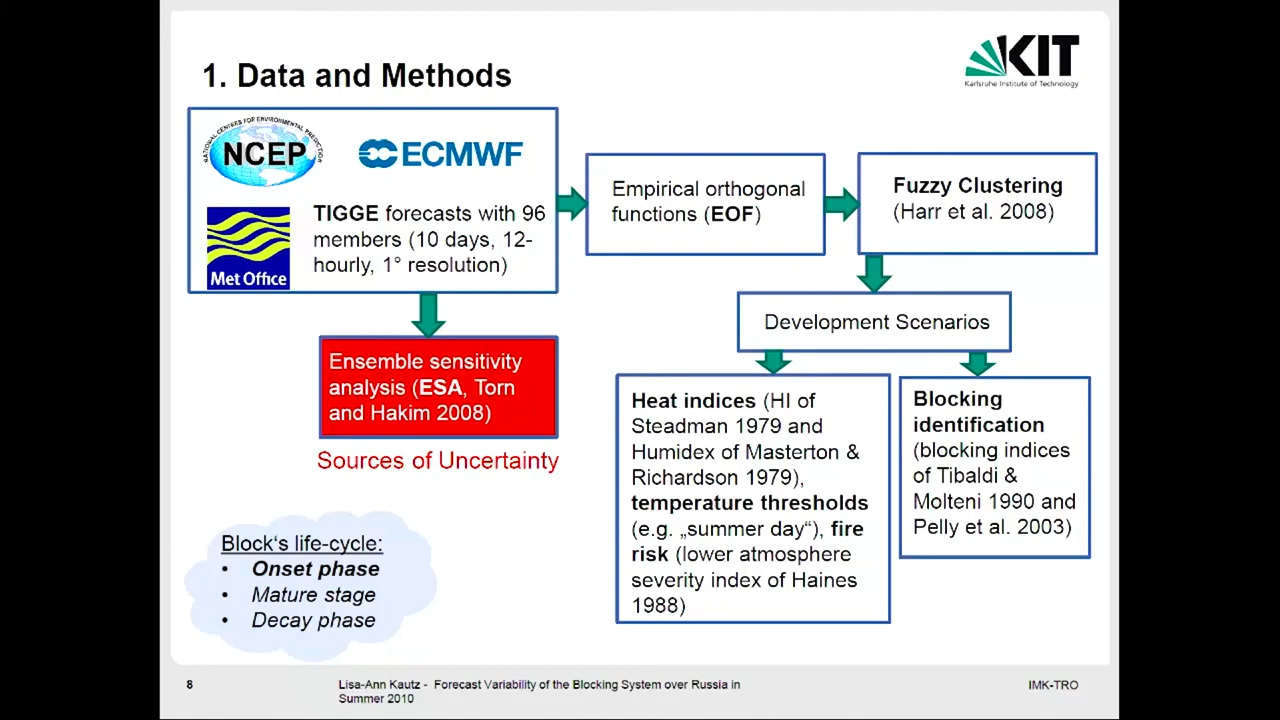 1. Data and Methods
KIT
Karlsruhe Institute of Technology
NATIONAL CENTRES FOR ENVIRONMENTAL PREDICTION
NCEP
ECMWF
Met Office
TIGGE forecasts with 96
members (10 days, 12-
hourly, 1° resolution)
Empirical orthogonal
functions (EOF)
Fuzzy Clustering
(Harr et al. 2008)
Development Scenarios
Ensemble sensitivity
analysis (ESA, Torn
and Hakim 2008)
Sources of Uncertainty
Heat indices (HI of
Steadman 1979 and
Humidex of Masterton &
Richardson 1979),
temperature thresholds
(e.g. „summer day“), fire
risk (lower atmosphere
severity index of Haines
1988)
Blocking
identification
(blocking indices
of Tibaldi &
Molteni 1990 and
Pelly et al. 2003)
Block‘s life-cycle:
• Onset phase
• Mature stage
• Decay phase
8
Lisa-Ann Kautz - Forecast Variability of the Blocking System over Russia in
Summer 2010
IMK-TRO